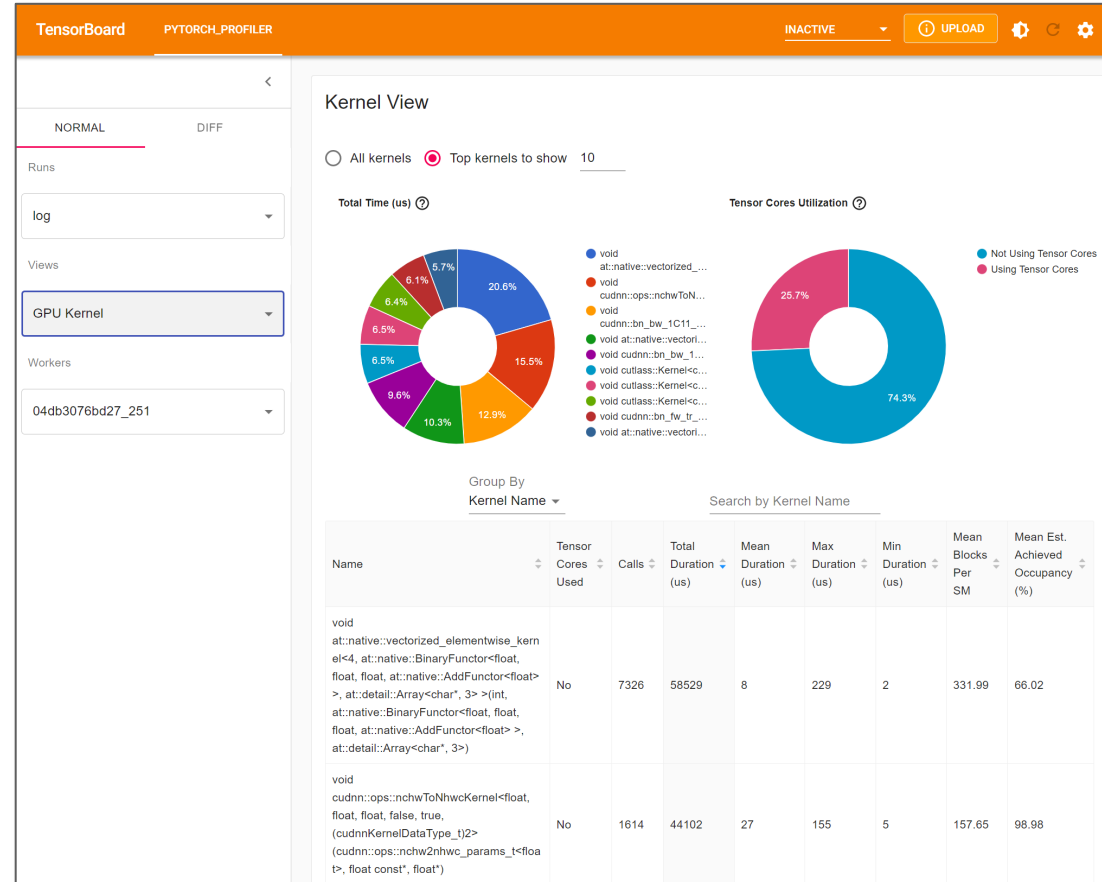 TensorBoard
PYTORCH_PROFILER
INACTIVE
UPLOAD
NORMAL
DIFF
Runs
log
Views
GPU Kernel
Workers
04db3076bd27_251
Kernel View
All kernels
Top kernels to show 10
Total Time (us)
20.6%
15.5%
12.9%
10.3%
9.6%
6.5%
6.5%
6.4%
6.1%
5.7%
void
at::native::vectorized_...
void
cudnn::ops::nchwToN...
void
cudnn::bn_bw_1C11_...
void at::native::vectori...
void cudnn::bn_bw_1...
void cutlass::Kernel<c...
void cutlass::Kernel<c...
void cutlass::Kernel<c...
void cudnn::bn_fw_tr_...
void at::native::vectori...
Tensor Cores Utilization
25.7%
74.3%
Not Using Tensor Cores
Using Tensor Cores
Group By
Kernel Name
Search by Kernel Name
Name
Tensor
Cores
Used
Calls
Total
Duration
(us)
Mean
Duration
(us)
Max
Duration
(us)
Min
Duration
(us)
Mean
Blocks
Per
SM
Mean Est.
Achieved
Occupancy
(%)
void
at::native::vectorized_elementwise_kern
el<4, at::native::BinaryFunctor<float,
float, float, at::native::AddFunctor<float>
>, at::detail::Array<char*, 3> >(int,
at::native::BinaryFunctor<float, float,
float, at::native::AddFunctor<float> >,
at::detail::Array<char*, 3>)
No
7326
58529
8
229
2
331.99
66.02
void
cudnn::ops::nchwToNhwcKernel<float,
float, float, false, true,
(cudnnKernelDataType_t)2>
(cudnn::ops::nchw2nhwc_params_t<floa
t>, float const*, float*)
No
1614
44102
27
155
5
157.65
98.98